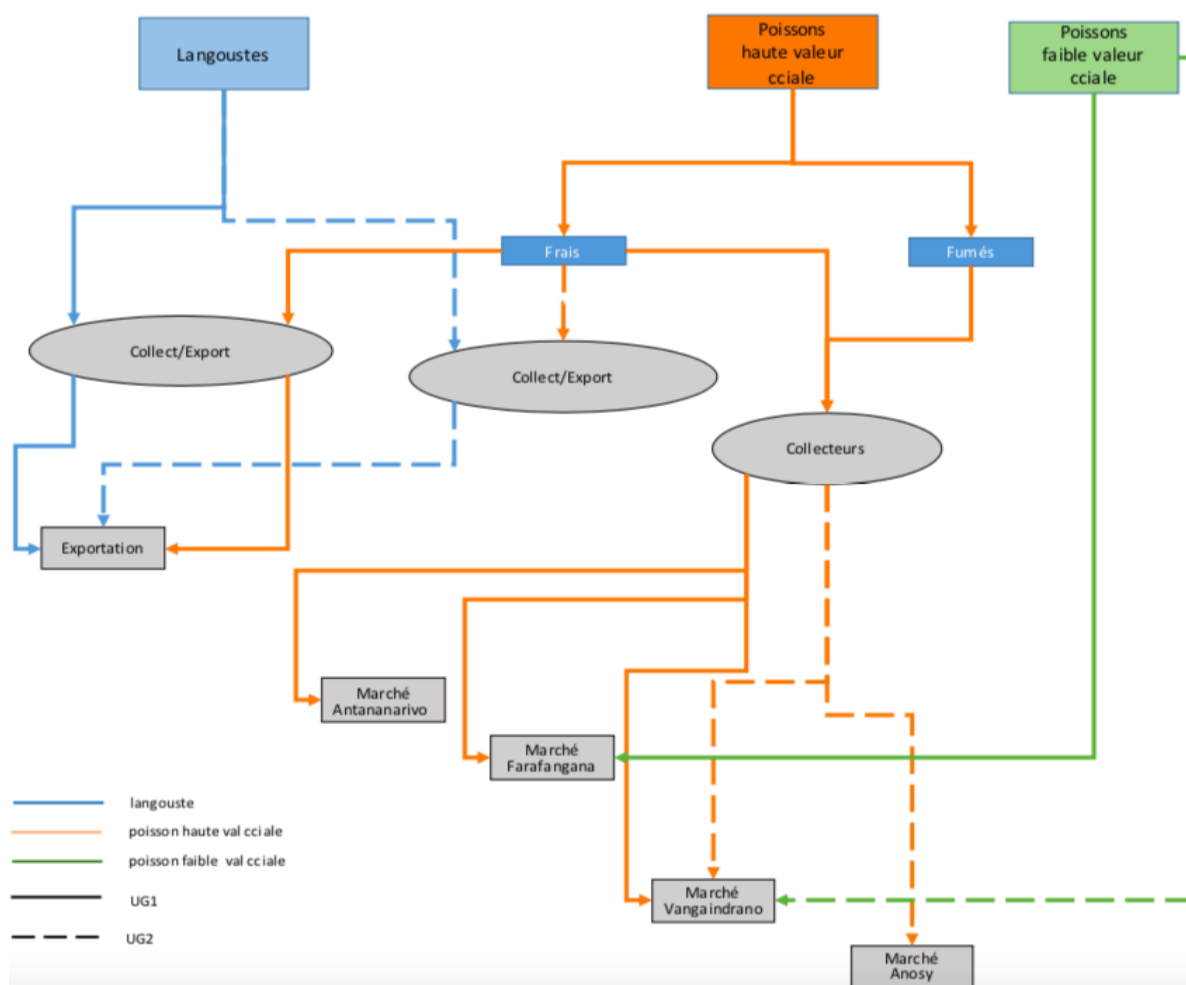 Langoustes
Poissons
haute valeur
cciale
Poissons
faible valeur
cciale
Frais
Fumés
Collect/Export
Collect/Export
Collecteurs
Exportation
Marché
Antananarivo
Marché
Farafangana
langouste
poisson haute val cciale
poisson faible val cciale
UG1
UG2
Marché
Vangaindrano
Marché
Anosy